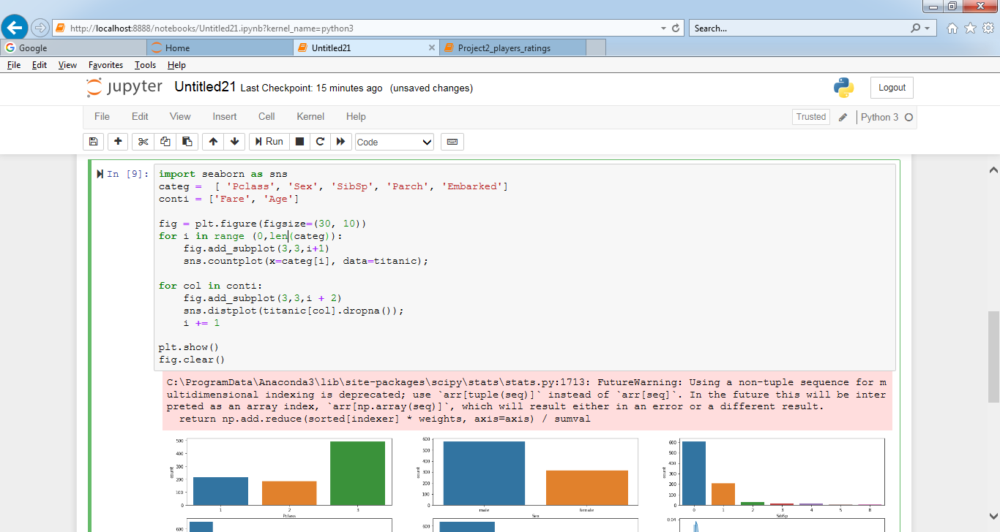 http://localhost:8888/notebooks/Untitled21.ipynb?kernel_name=python3
Search...
Google
Home
Untitled21
Project2_players_ratings
File Edit View Favorites Tools Help
jupyter Untitled21 Last Checkpoint: 15 minutes ago (unsaved changes)
Logout
File Edit View Insert Cell Kernel Help
Trusted
Python 3
Run
Code
In [9]:
import seaborn as sns
categ =  [ 'Pclass', 'Sex', 'SibSp', 'Parch', 'Embarked']
conti = ['Fare', 'Age']
fig = plt.figure(figsize=(30, 10))
for i in range (0,len(categ)):
    fig.add_subplot(3,3,i+1)
    sns.countplot(x=categ[i], data=titanic);
for col in conti:
    fig.add_subplot(3,3,i + 2)
    sns.distplot(titanic[col].dropna());
    i += 1
plt.show()
fig.clear()
C:\ProgramData\Anaconda3\lib\site-packages\scipy\stats\stats.py:1713: FutureWarning: Using a non-tuple sequence for m
ultidimensional indexing is deprecated; use `arr[tuple(seq)]` instead of `arr[seq]`. In the future this will be inter
preted as an array index, `arr[np.array(seq)]`, which will result either in an error or a different result.
  return np.add.reduce(sorted[indexer] * weights, axis=axis) / sumval
500
400
300
200
100
0
count
1 2 3
Pclass
600
500
400
300
200
100
0
count
male female
Sex
600
500
400
300
200
100
0
count
0 1 2 3 4 5 8
SibSp
600
600
0.04